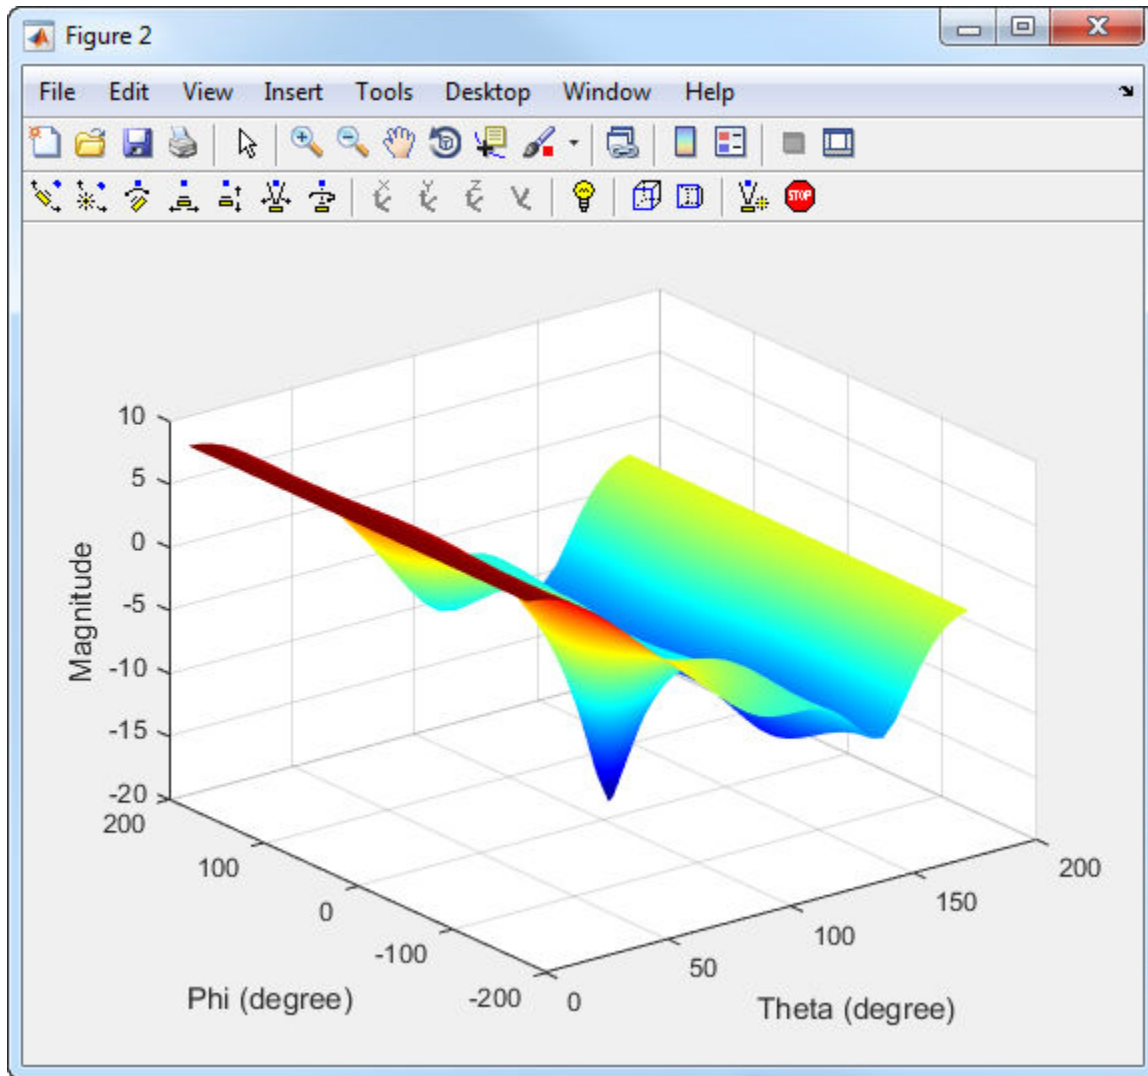 Figure 2
File Edit View Insert Tools Desktop Window Help
X Y Z
STOP
10
5
0
-5
-10
-15
-20
Magnitude
200
100
0
-100
-200
Phi (degree)
0
50
100
150
200
Theta (degree)